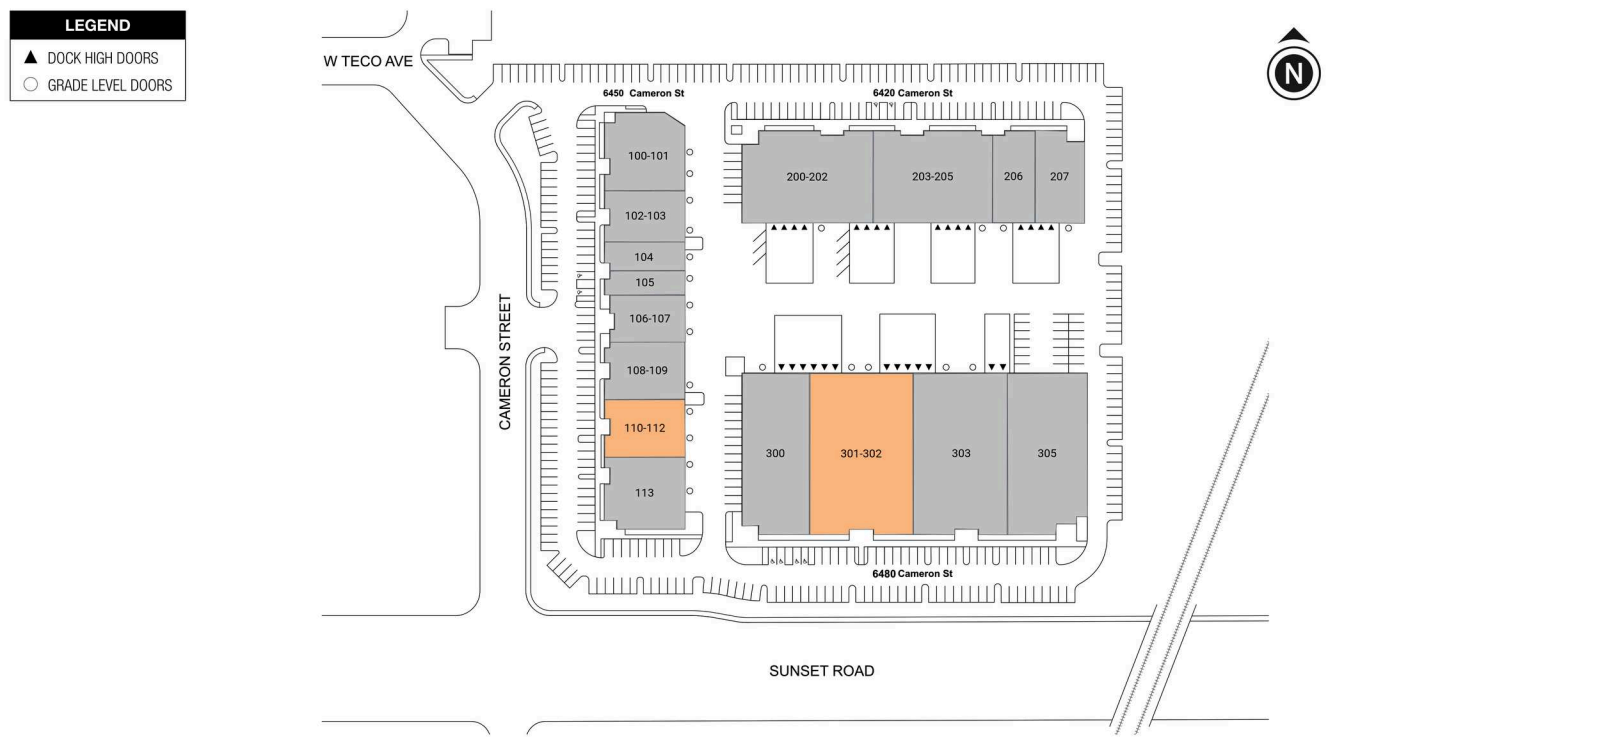 LEGEND
DOCK HIGH DOORS
GRADE LEVEL DOORS
W TECO AVE
N
6450 Cameron St
6420 Cameron St
100-101
102-103
104
105
106-107
108-109
110-112
113
200-202
203-205
206
207
CAMERON STREET
300
301-302
303
305
6480 Cameron St
SUNSET ROAD